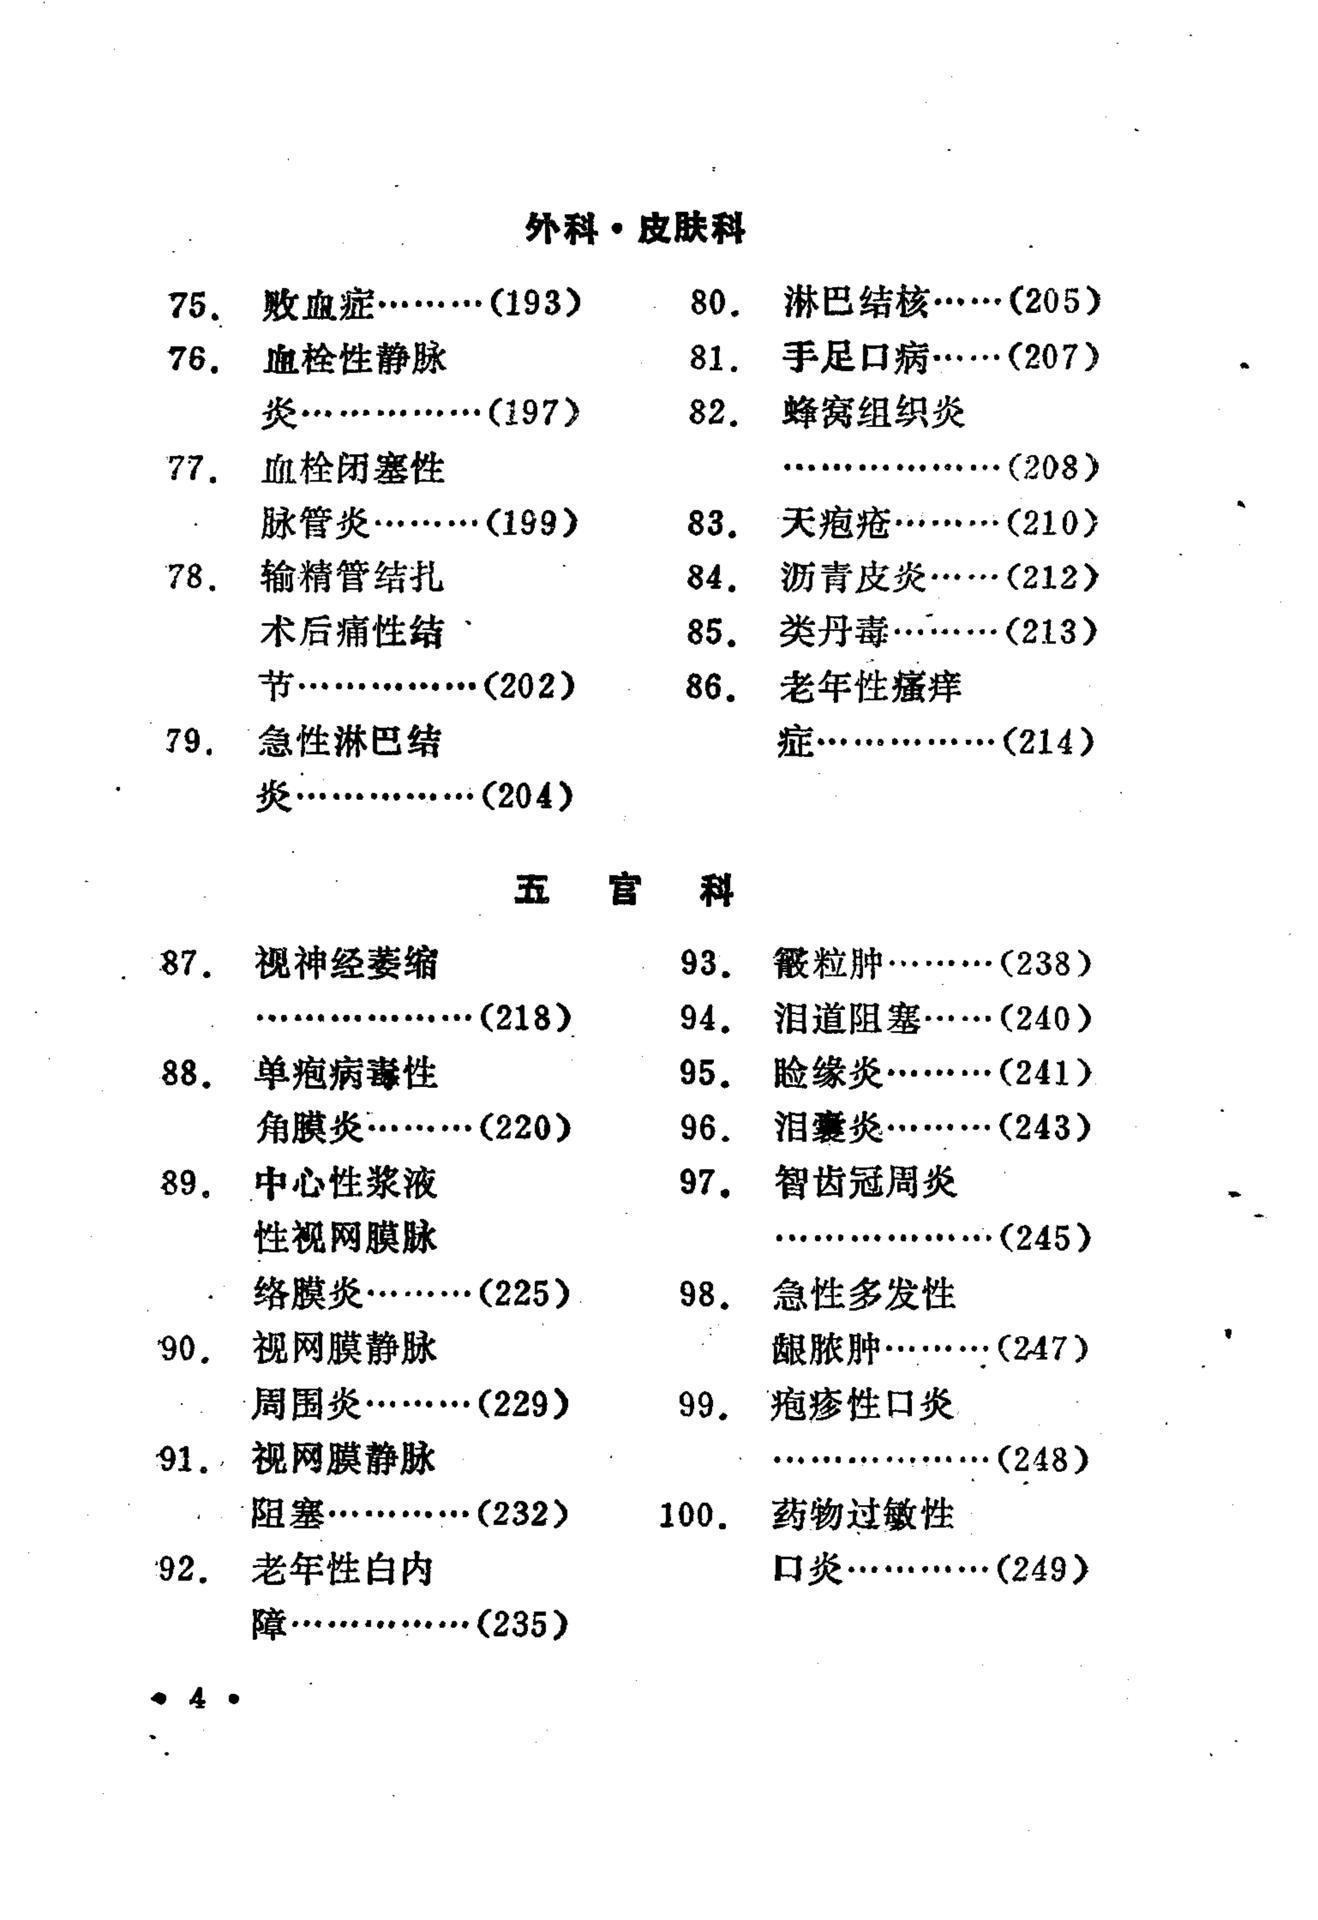 外科·皮肤科
75. 败血症………(193)
76. 血栓性静脉
炎……………(197)
77. 血栓闭塞性
脉管炎………(199)
78. 输精管结扎
术后痛性结
节……………(202)
79. 急性淋巴结
炎……………(204)
80. 淋巴结核……(205)
81. 手足口病……(207)
82. 蜂窝组织炎
………………(208)
83. 天疱疮………(210)
84. 沥青皮炎……(212)
85. 类丹毒………(213)
86. 老年性瘙痒
症……………(214)
五官科
87. 视神经萎缩
………………(218)
88. 单疱病毒性
角膜炎………(220)
89. 中心性浆液
性视网膜脉
络膜炎………(225)
90. 视网膜静脉
周围炎………(229)
91. 视网膜静脉
阻塞…………(232)
92. 老年性白内
障……………(235)
93. 霰粒肿………(238)
94. 泪道阻塞……(240)
95. 睑缘炎………(241)
96. 泪囊炎………(243)
97. 智齿冠周炎
………………(245)
98. 急性多发性
龈脓肿………(247)
99. 疱疹性口炎
………………(248)
100. 药物过敏性
口炎…………(249)
· 4 ·